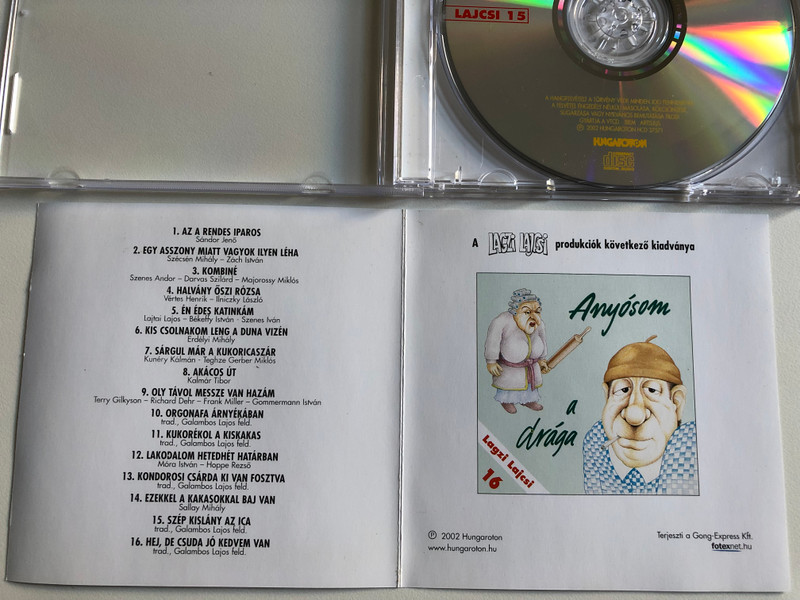 LAJCSI 15
HUNGAROTON
COMPACT
disc
DIGITAL AUDIO
1. AZ A RENDES IPAROS
Sándor Jenő
2. EGY ASSZONY MIATT VAGYOK ILYEN LÉHA
Szécsén Mihály – Zách István
3. KOMBINÉ
Szenes Andor – Darvas Szilárd – Majorossy Miklós
4. HALVÁNY ŐSZI RÓZSA
Vértes Henrik – Ilniczky László
5. ÉN ÉDES KATINKÁM
Lajtai Lajos – Békeffy István - Szenes Iván
6. KIS CSOLNAKOM LENG A DUNA VIZÉN
Erdélyi Mihály
7. SÁRGUL MÁR A KUKORICASZÁR
Kunéry Kálmán - Teghze Gerber Miklós
8. AKÁCOS ÚT
Kalmár Tibor
9. OLY TÁVOL MESSZE VAN HAZÁM
Terry Gilkyson – Richard Dehr – Frank Miller – Gommermann István
10. ORGONAFA ÁRNYÉKÁBAN
trad., Galambos Lajos feld.
11. KUKORÉKOL A KISKAKAS
trad., Galambos Lajos feld.
12. LAKODALOM HETEDHÉT HATÁRBAN
Móra István – Hoppe Rezső
13. KONDOROSI CSÁRDA KI VAN FOSZTVA
trad., Galambos Lajos feld.
14. EZEKKEL A KAKASOKKAL BAJ VAN
Sallay Mihály
15. SZÉP KISLÁNY AZ ICA
trad., Galambos Lajos feld.
16. HEJ, DE CSUDA JÓ KEDVEM VAN
trad., Galambos Lajos feld.
A LAGZI LAJCSI produkciók következő kiadványa
Anyósom
a
drága
Lagzi Lajcsi
16
℗ 2002 Hungaroton
www.hungaroton.hu
Terjeszti a Gong-Express Kft.
fotexnet.hu